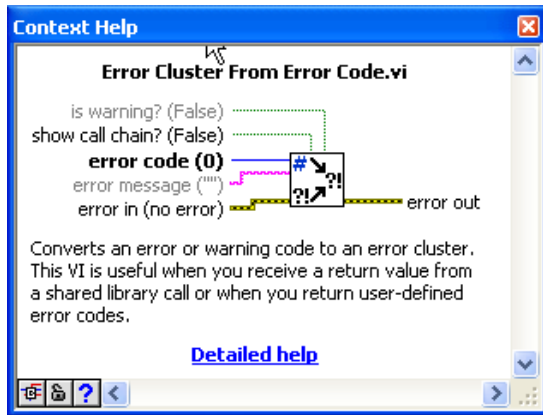 Context Help
Error Cluster From Error Code.vi
is warning? (False)
show call chain? (False)
error code (0)
error message ("")
error in (no error)
#
?!
?!
error out
Converts an error or warning code to an error cluster.
This VI is useful when you receive a return value from
a shared library call or when you return user-defined
error codes.
Detailed help
?